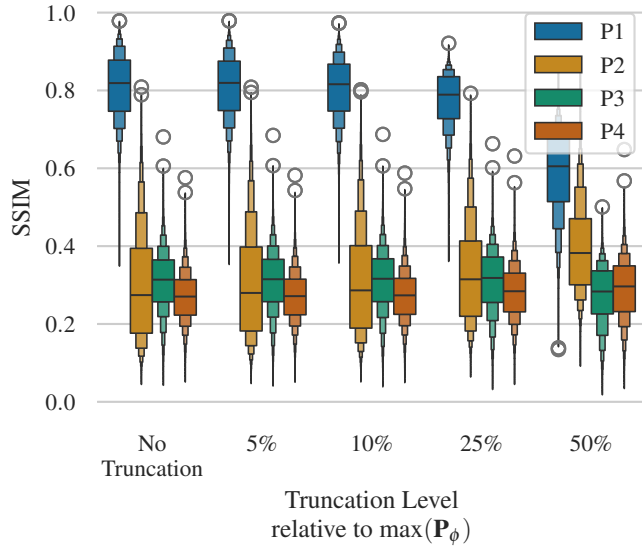 1.0
0.8
0.6
0.4
0.2
0.0
SSIM
P1
P2
P3
P4
No Truncation
5%
10%
25%
50%
Truncation Level
relative to max(𝐏_ϕ)